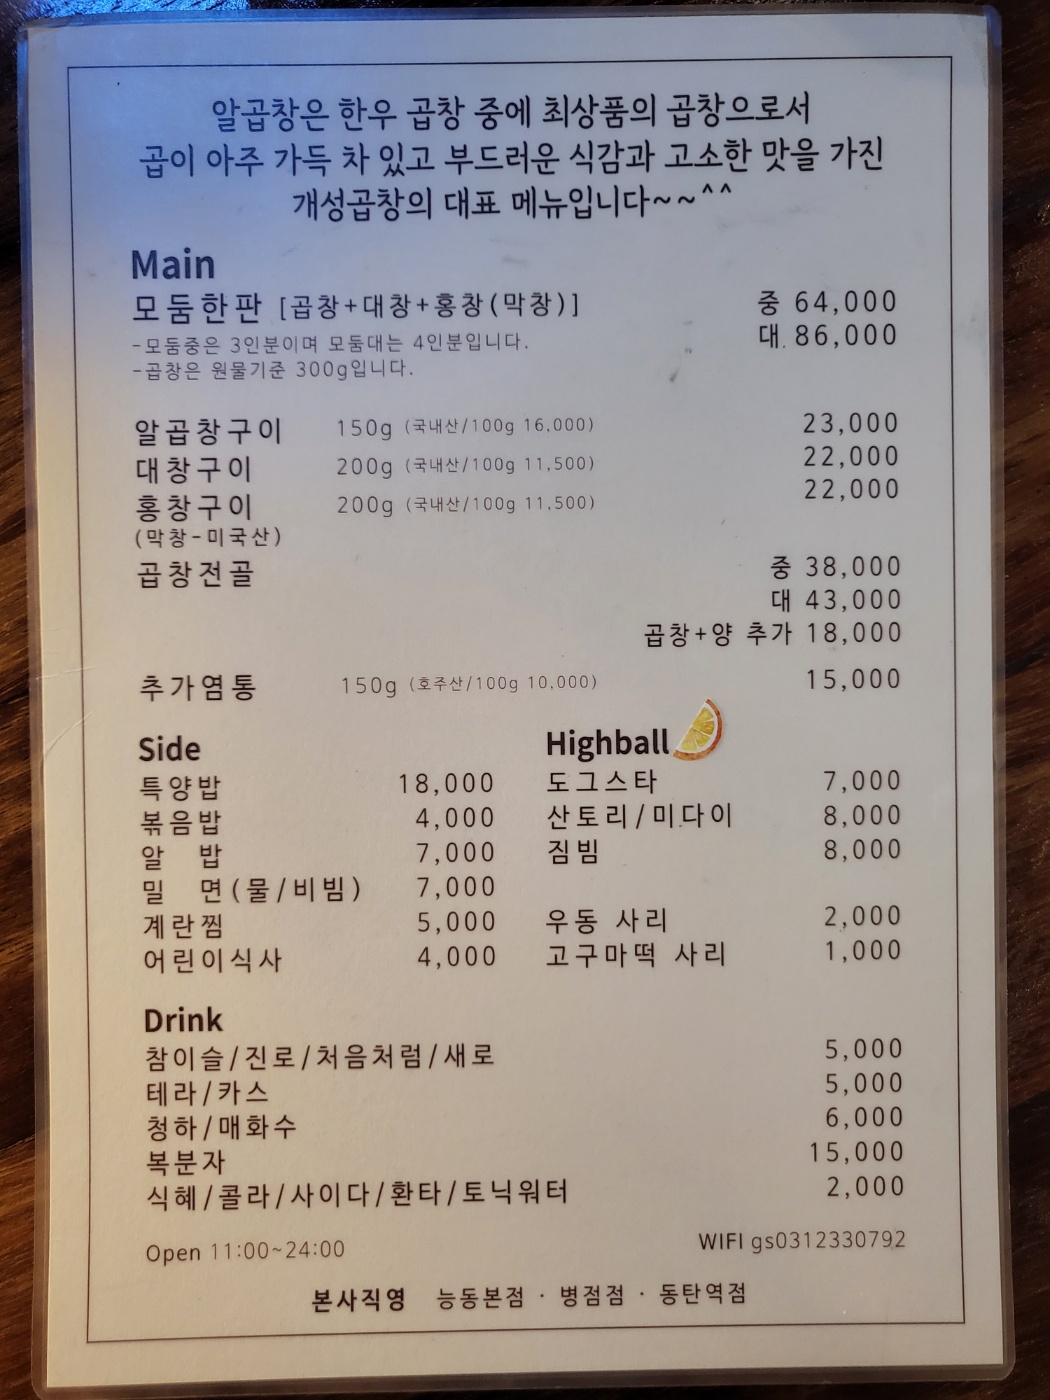 알곱창은 한우 곱창 중에 최상품의 곱창으로서
곱이 아주 가득 차 있고 부드러운 식감과 고소한 맛을 가진
개성곱창의 대표 메뉴입니다~~^^
Main
모둠한판 [곱창+대창+홍창(막창)] 중 64,000
대. 86,000
-모둠중은 3인분이며 모둠대는 4인분입니다.
-곱창은 원물기준 300g입니다.
알곱창구이 150g (국내산/100g 16,000) 23,000
대창구이 200g (국내산/100g 11,500) 22,000
홍창구이 200g (국내산/100g 11,500) 22,000
(막창-미국산)
곱창전골 중 38,000
대 43,000
곱창+양 추가 18,000
추가염통 150g (호주산/100g 10,000) 15,000
Side
특양밥 18,000
볶음밥 4,000
알 밥 7,000
밀 면(물/비빔) 7,000
계란찜 5,000
어린이식사 4,000
Highball
도그스타 7,000
산토리/미다이 8,000
짐빔 8,000
우동 사리 2,000
고구마떡 사리 1,000
Drink
참이슬/진로/처음처럼/새로 5,000
테라/카스 5,000
청하/매화수 6,000
복분자 15,000
식혜/콜라/사이다/환타/토닉워터 2,000
Open 11:00~24:00 WIFI gs0312330792
본사직영 능동본점 · 병점점 · 동탄역점